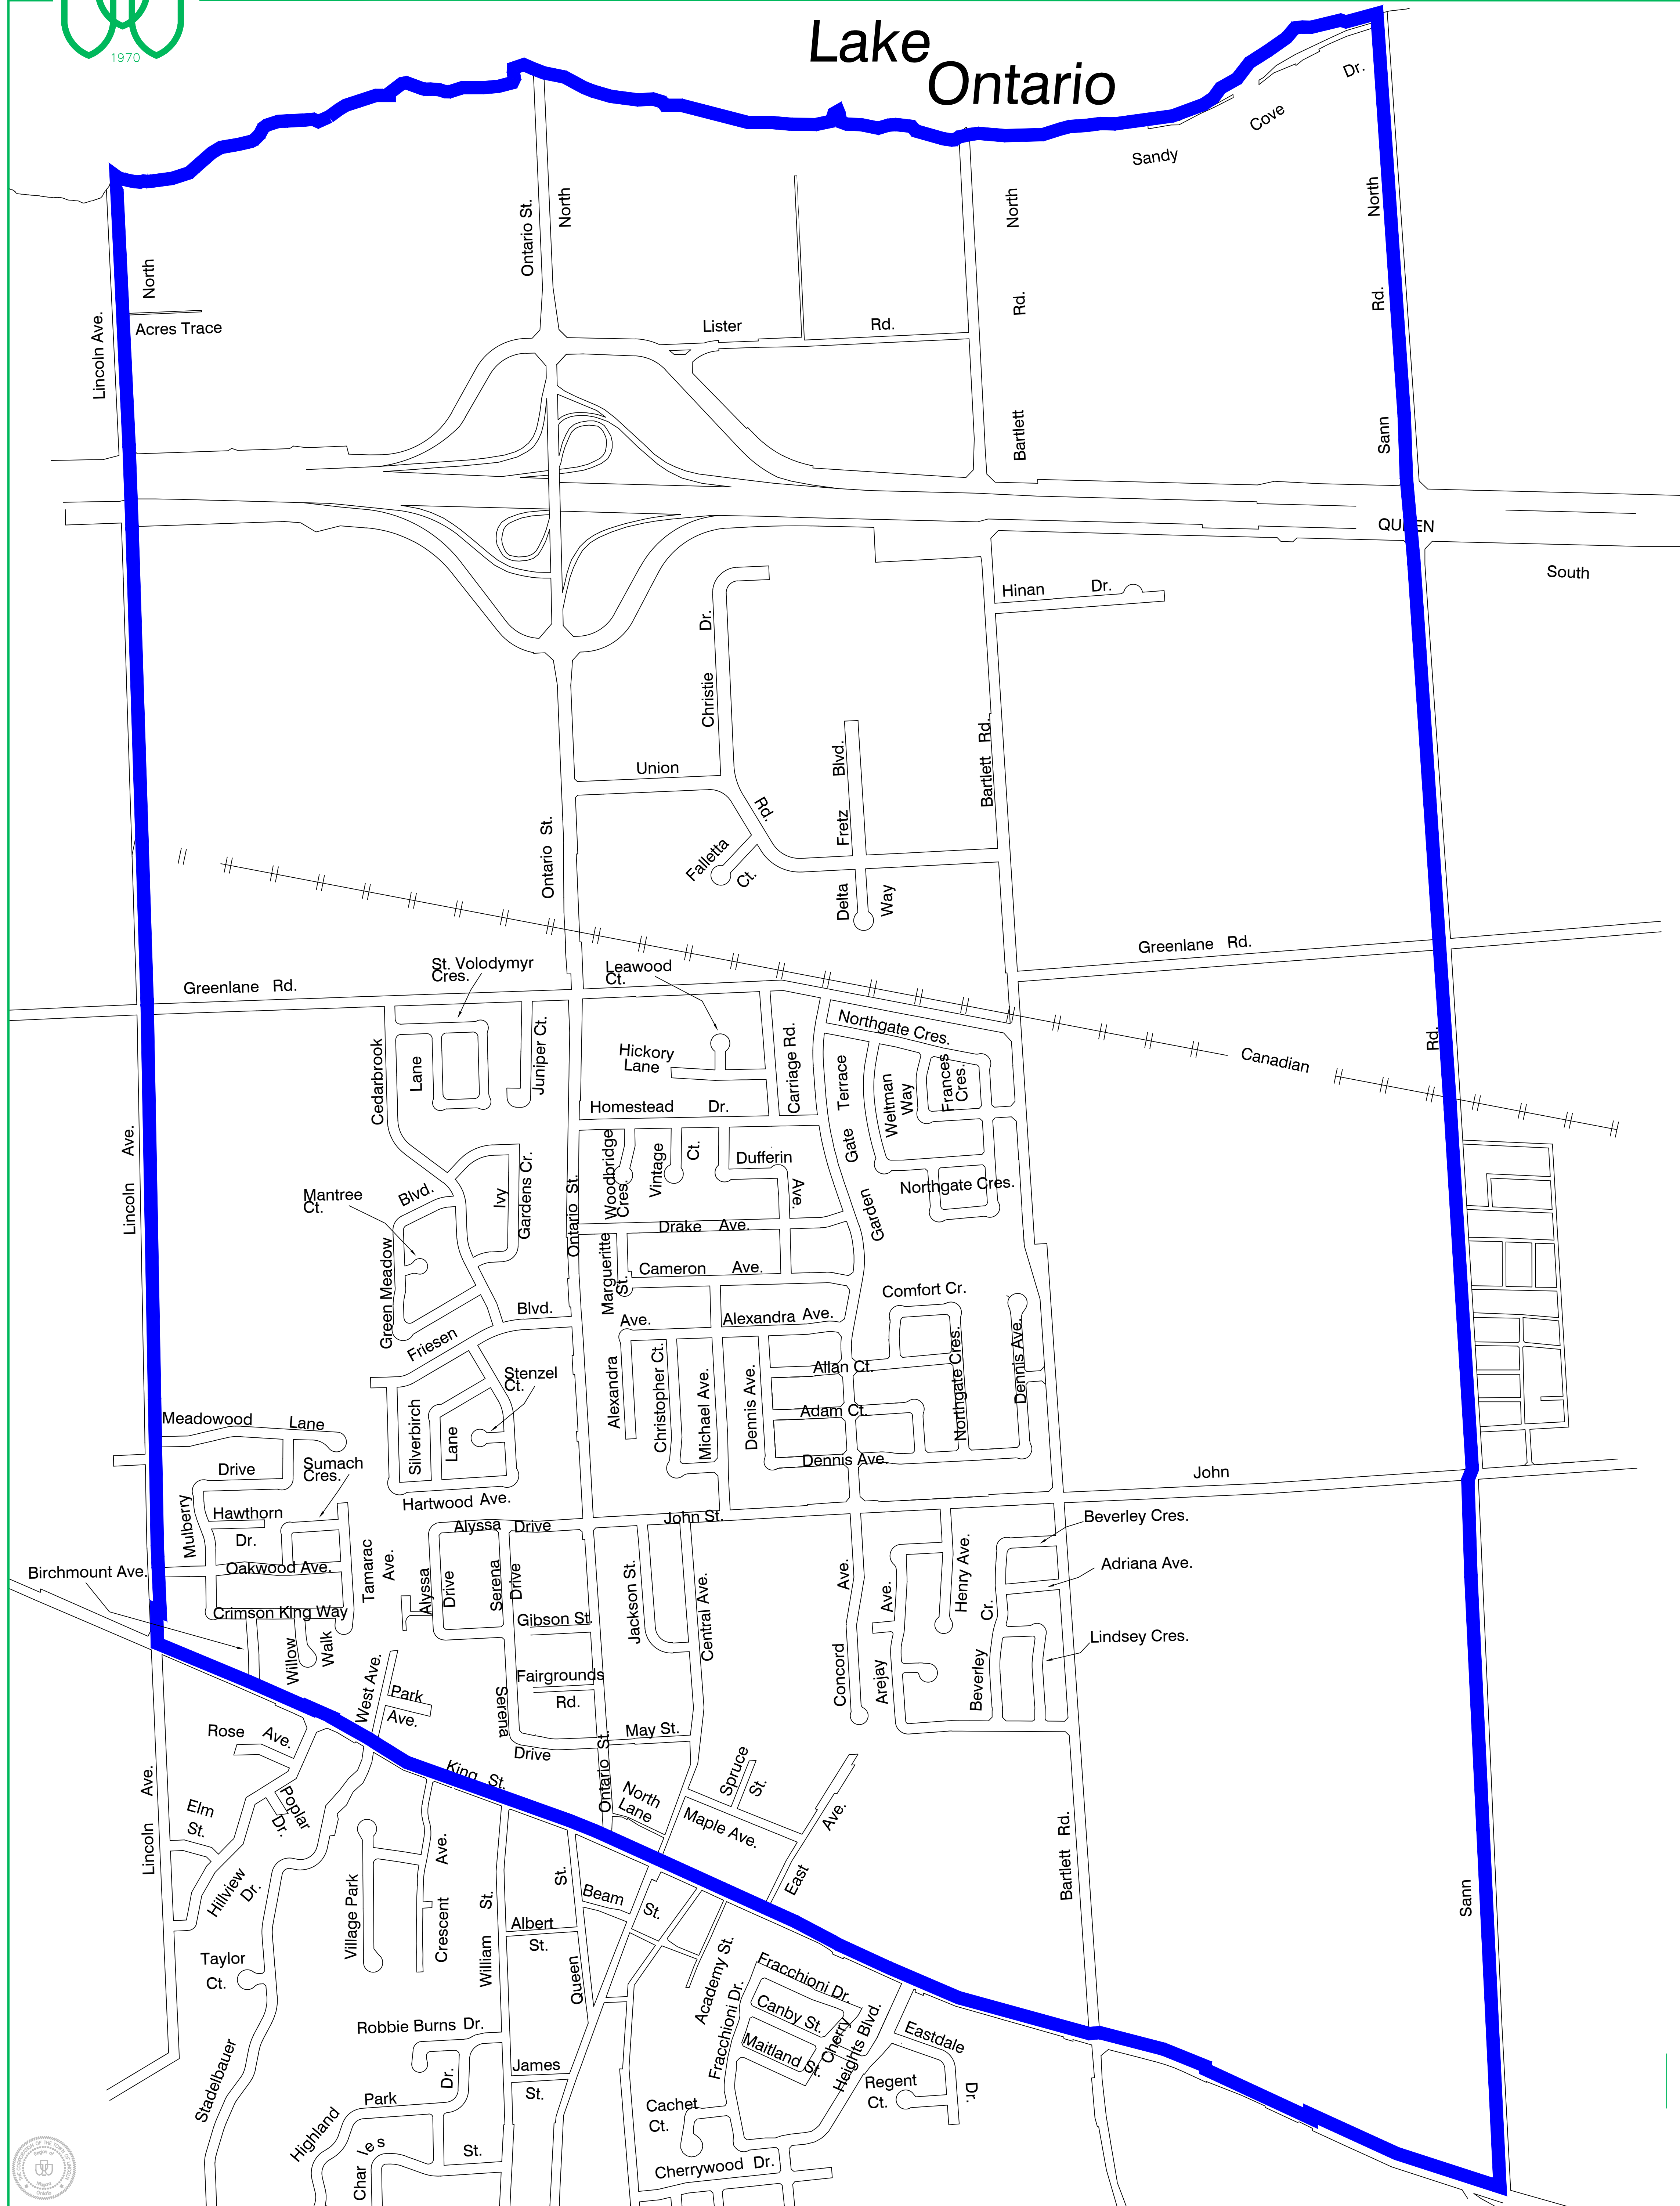 1970
Lake
Ontario
Sandy
Cove
Dr.
North
Lincoln Ave.
Acres Trace
Ontario St.
North
Lister
Rd.
North
Rd.
Bartlett
North
Rd.
Sann
QUEEN
South
Hinan
Dr.
Christie
Dr.
Union
Rd.
Falletta
Ct.
Fretz
Blvd.
Delta
Way
Bartlett Rd.
Ontario St.
Greenlane Rd.
Greenlane Rd.
Canadian
Rd.
St. Volodymyr
Cres.
Leawood
Ct.
Cedarbrook
Lane
Juniper Ct.
Hickory
Lane
Carriage Rd.
Northgate Cres.
Terrace
Gate
Garden
Weltman
Way
Frances
Cres.
Homestead Dr.
Woodbridge
Cres.
Vintage
Ct.
Dufferin
Ave.
Northgate Cres.
Lincoln Ave.
Mantree
Ct.
Blvd.
Green Meadow
Ivy
Gardens Cr.
Ontario St.
Drake Ave.
Margueritte
St.
Cameron Ave.
Comfort Cr.
Blvd.
Friesen
Ave.
Alexandra Ave.
Alexandra
Christopher Ct.
Michael Ave.
Dennis Ave.
Allan Ct.
Adam Ct.
Dennis Ave.
Northgate Cres.
Dennis Ave.
Stenzel
Ct.
Silverbirch
Lane
Hartwood Ave.
Meadowood Lane
Drive
Sumach
Cres.
Mulberry
Hawthorn
Dr.
Oakwood Ave.
Tamarac
Ave.
Birchmount Ave.
Crimson King Way
Willow
Walk
Alyssa Drive
Alyssa
Drive
Serena
Drive
John St.
John
Gibson St.
Jackson St.
Central Ave.
Fairgrounds
Rd.
Serena
Drive
May St.
Ontario St.
Concord
Ave.
Arejay
Ave.
Henry Ave.
Beverley
Cr.
Beverley Cres.
Adriana Ave.
Lindsey Cres.
West Ave.
Park
Ave.
King St.
North
Lane
Spruce
St.
Maple Ave.
East
Ave.
Bartlett Rd.
Sann
Rose Ave.
Lincoln Ave.
Elm
St.
Poplar
Dr.
Hillview
Dr.
Taylor
Ct.
Stadelbauer
Village Park
Crescent
Ave.
William
St.
Albert
St.
Queen
St.
Beam
St.
Academy St.
Fracchioni Dr.
Fracchioni Dr.
Canby St.
Maitland St.
Cherry
Heights Blvd.
Eastdale
Dr.
Regent
Ct.
Robbie Burns Dr.
Dr.
James
St.
Highland
Park
Charles
St.
Cachet
Ct.
Cherrywood Dr.
THE CORPORATION OF THE TOWN OF LINCOLN